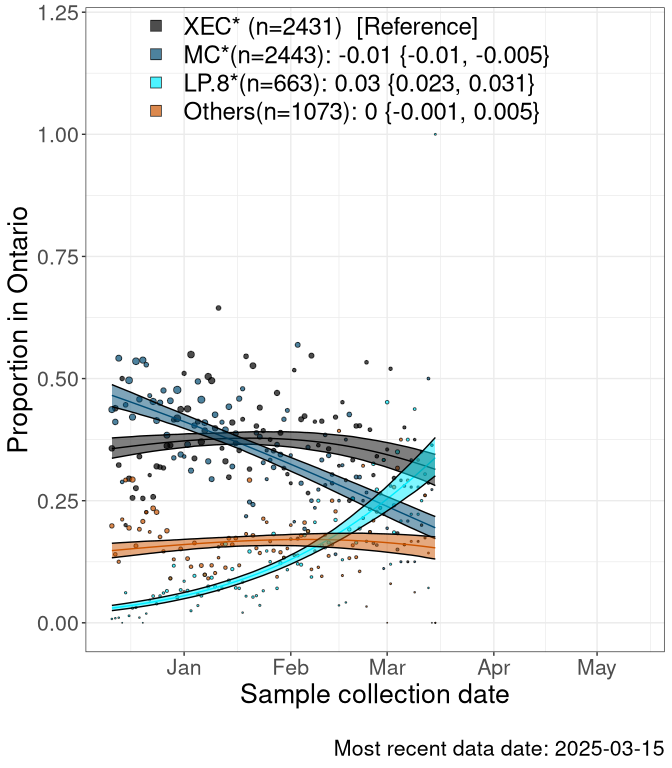 XEC* (n=2431)  [Reference]
MC*(n=2443): -0.01 {-0.01, -0.005}
LP.8*(n=663): 0.03 {0.023, 0.031}
Others(n=1073): 0 {-0.001, 0.005}
1.25
1.00
0.75
0.50
0.25
0.00
Proportion in Ontario
Jan Feb Mar Apr May
Sample collection date
Most recent data date: 2025-03-15